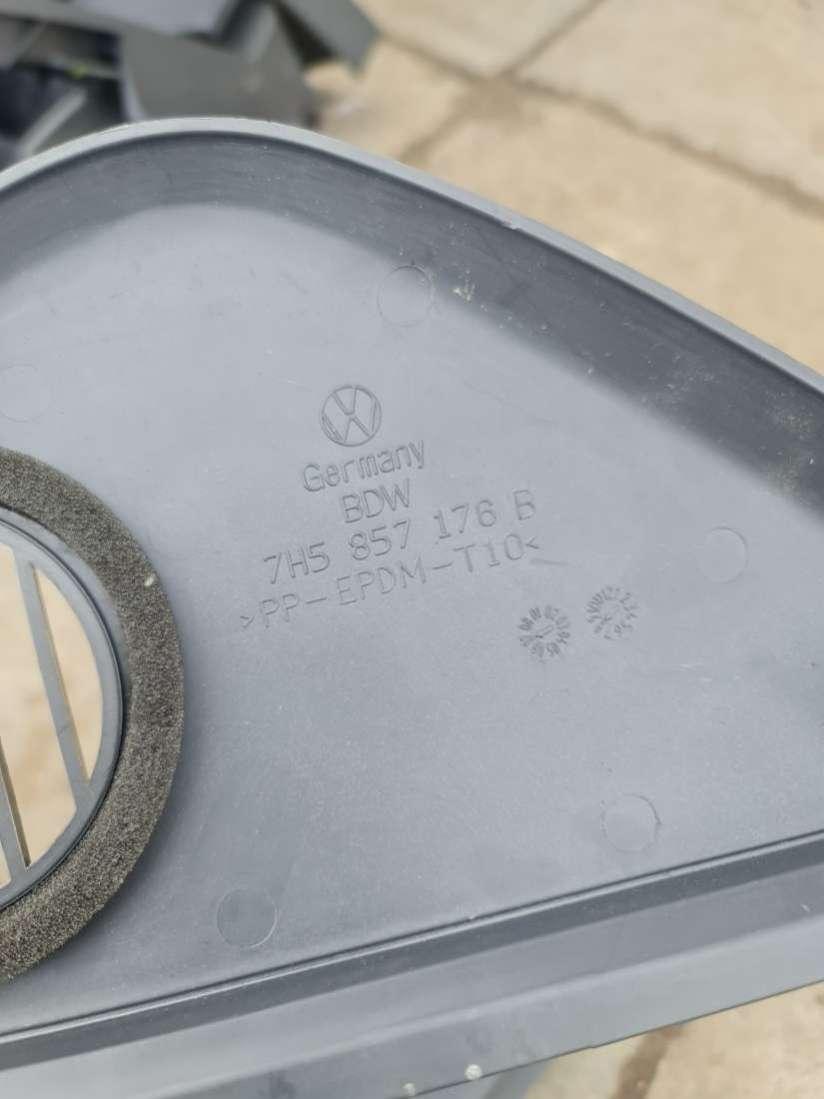 Germany
BDW
7H5 857 176 B
>PP-EPDM-T10<